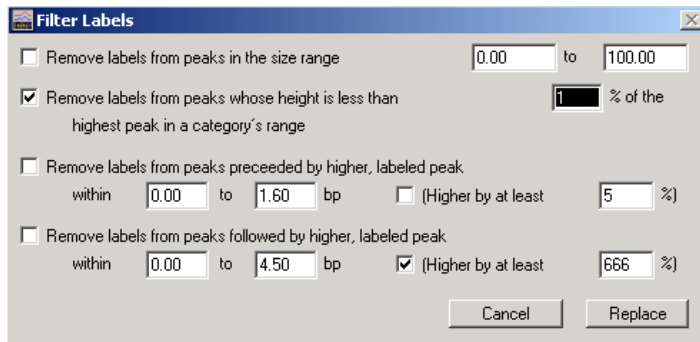 Filter Labels
Remove labels from peaks in the size range 0.00 to 100.00
Remove labels from peaks whose height is less than 1 % of the
highest peak in a category's range
Remove labels from peaks preceeded by higher, labeled peak
within 0.00 to 1.60 bp (Higher by at least 5 %)
Remove labels from peaks followed by higher, labeled peak
within 0.00 to 4.50 bp (Higher by at least 666 %)
Cancel Replace